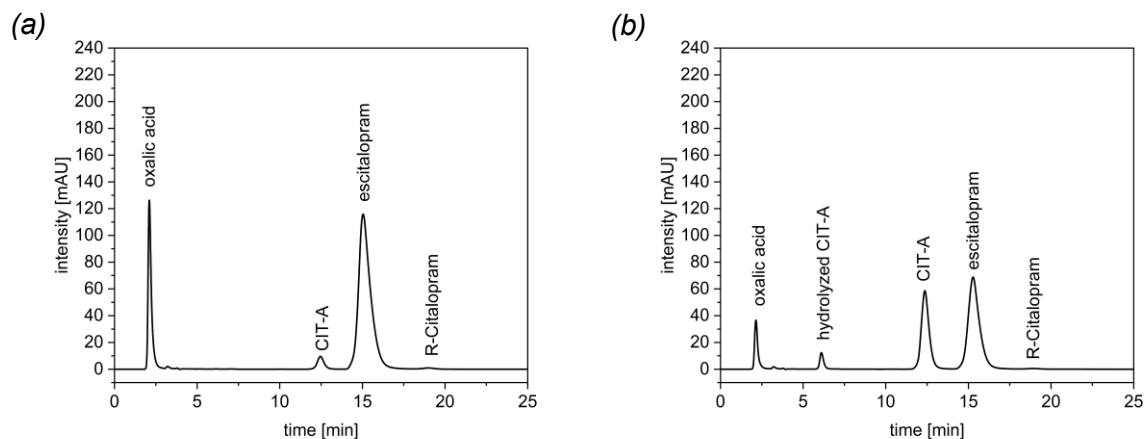 (a)
240
220
200
180
160
140
120
100
80
60
40
20
0
intensity [mAU]
oxalic acid
CIT-A
escitalopram
R-Citalopram
0 5 10 15 20 25
time [min]
(b)
240
220
200
180
160
140
120
100
80
60
40
20
0
intensity [mAU]
oxalic acid
hydrolyzed CIT-A
CIT-A
escitalopram
R-Citalopram
0 5 10 15 20 25
time [min]